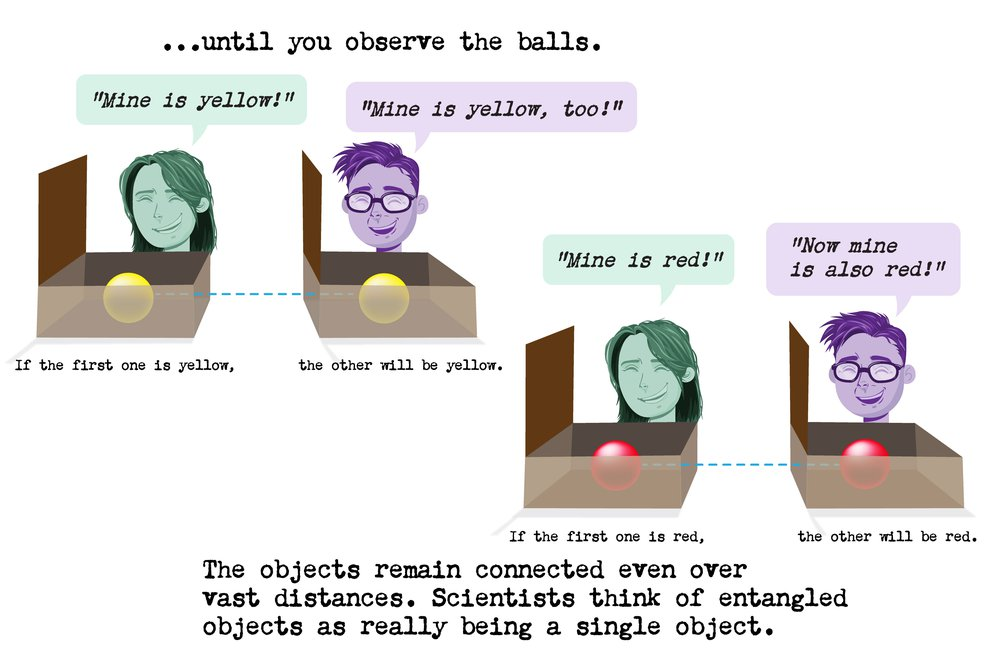 ...until you observe the balls.
"Mine is yellow!"
"Mine is yellow, too!"
If the first one is yellow,
the other will be yellow.
"Mine is red!"
"Now mine
is also red!"
If the first one is red,
the other will be red.
The objects remain connected even over
vast distances. Scientists think of entangled
objects as really being a single object.